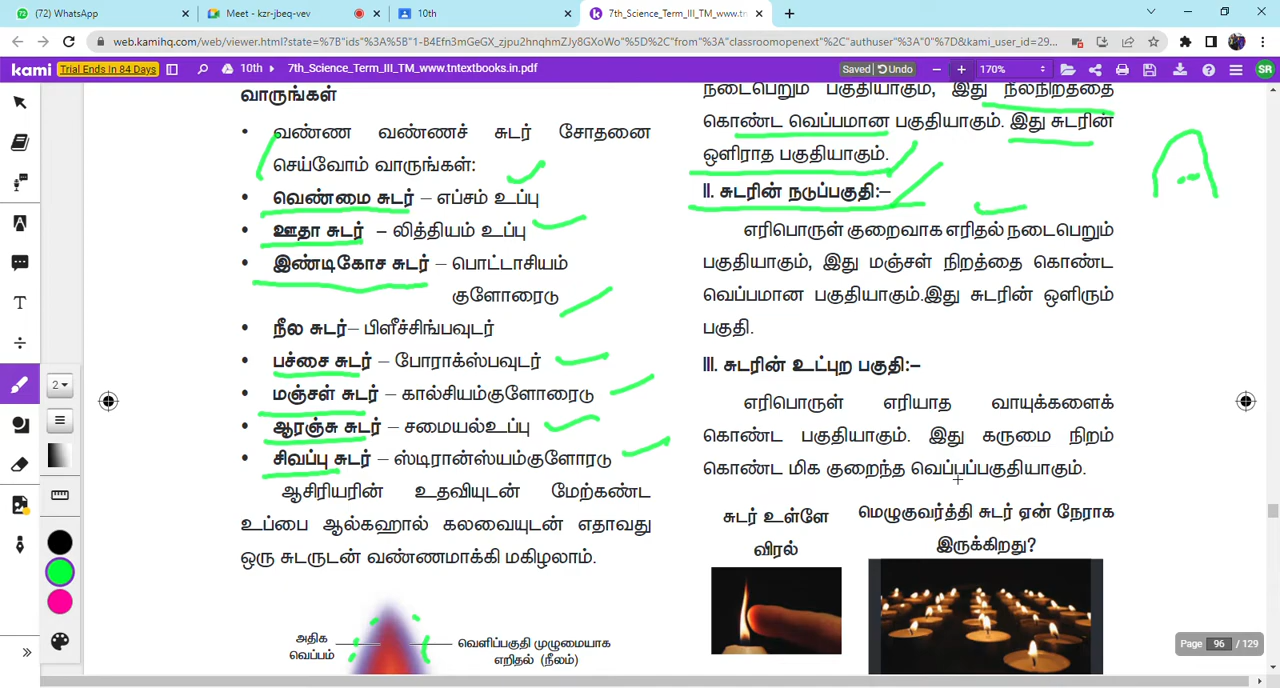 (72) WhatsApp
Meet - kzr-jbeq-vev
10th
7th_Science_Term_III_TM_www.tn
web.kamihq.com/web/viewer.html?state=%7B"ids"%3A%5B"1-B4Efn3mGeGX_zjpu2hnqhmZJy8GXoWo"%5D%2C"from"%3A"classroomopenext"%2C"authuser"%3A"0"%7D&kami_user_id=29...
kami
Trial Ends In 84 Days
10th
7th_Science_Term_III_TM_www.tntextbooks.in.pdf
Saved
Undo
170%
SR
வாருங்கள்
• வண்ண வண்ணச் சுடர் சோதனை
செய்வோம் வாருங்கள்:
• வெண்மை சுடர் – எப்சம் உப்பு
• ஊதா சுடர் – லித்தியம் உப்பு
• இண்டிகோச சுடர் – பொட்டாசியம்
குளோரைடு
• நீல சுடர்– பிளீச்சிங்பவுடர்
• பச்சை சுடர் – போராக்ஸ்பவுடர்
• மஞ்சள் சுடர் – கால்சியம்குளோரைடு
• ஆரஞ்சு சுடர் – சமையல்உப்பு
• சிவப்பு சுடர் – ஸ்டிரான்ஸ்யம்குளோரடு
ஆசிரியரின் உதவியுடன் மேற்கண்ட
உப்பை ஆல்கஹால் கலவையுடன் எதாவது
ஒரு சுடருடன் வண்ணமாக்கி மகிழலாம்.
அதிக
வெப்பம்
வெளிப்பகுதி முழுமையாக
எறிதல் (நீலம்)
நடைபெறும் பகுதியாகும், இது நீலநிறத்தை
கொண்ட வெப்பமான பகுதியாகும். இது சுடரின்
ஒளிராத பகுதியாகும்.
II. சுடரின் நடுப்பகுதி:–
எரிபொருள் குறைவாக எரிதல் நடைபெறும்
பகுதியாகும், இது மஞ்சள் நிறத்தை கொண்ட
வெப்பமான பகுதியாகும்.இது சுடரின் ஒளிரும்
பகுதி.
III. சுடரின் உட்புற பகுதி:–
எரிபொருள் எரியாத வாயுக்களைக்
கொண்ட பகுதியாகும். இது கருமை நிறம்
கொண்ட மிக குறைந்த வெப்பப்பகுதியாகும்.
சுடர் உள்ளே
விரல்
மெழுகுவர்த்தி சுடர் ஏன் நேராக
இருக்கிறது?
2
Page 96 / 129